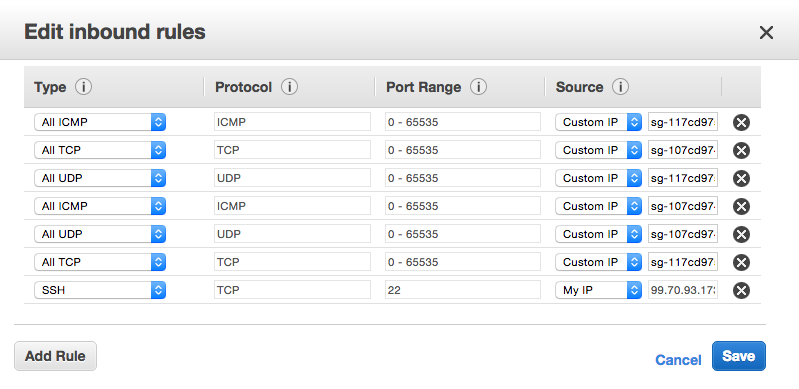 Edit inbound rules
Type Protocol Port Range Source
All ICMP ICMP 0 - 65535 Custom IP sg-117cd97
All TCP TCP 0 - 65535 Custom IP sg-107cd97
All UDP UDP 0 - 65535 Custom IP sg-117cd97
All ICMP ICMP 0 - 65535 Custom IP sg-107cd97
All UDP UDP 0 - 65535 Custom IP sg-107cd97
All TCP TCP 0 - 65535 Custom IP sg-117cd97
SSH TCP 22 My IP 99.70.93.17
Add Rule Cancel Save